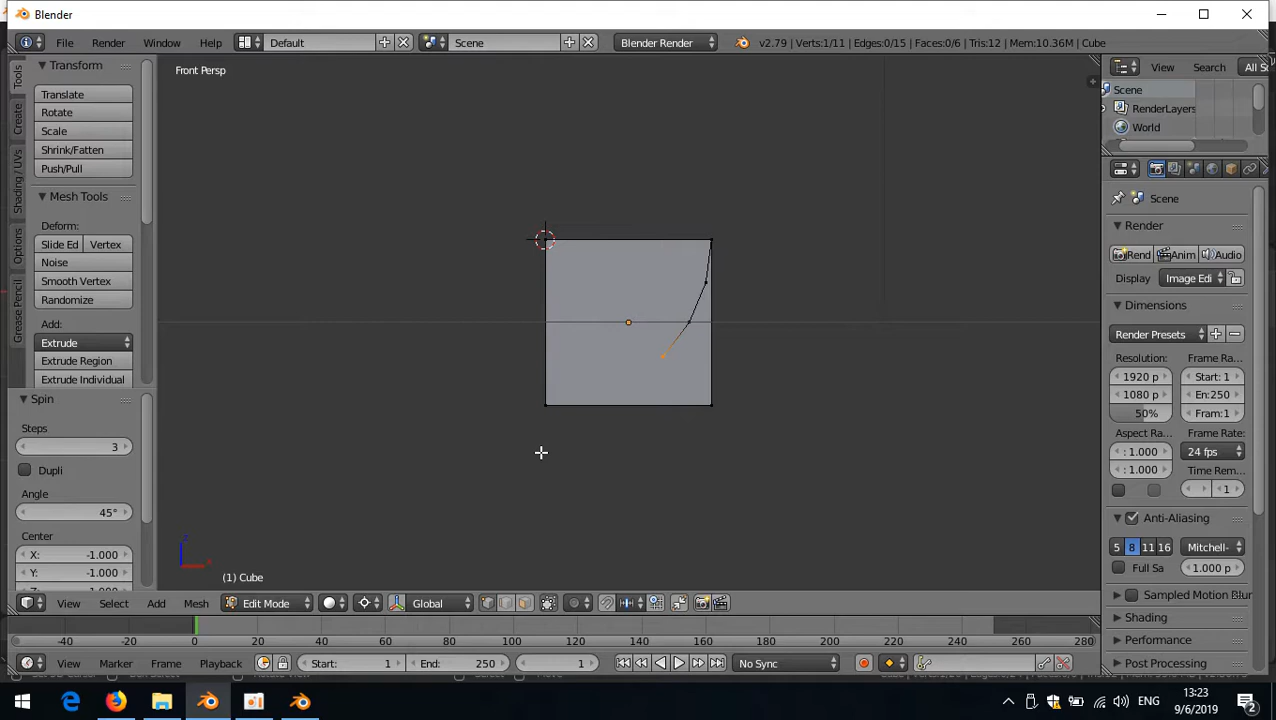 Blender
File Render Window Help Default Scene Blender Render v2.79 | Verts:1/11 | Edges:0/15 | Faces:0/6 | Tris:12 | Mem:10.36M | Cube
Tools
Create
Shading / UVs
Options
Grease Pencil
Transform
Translate
Rotate
Scale
Shrink/Fatten
Push/Pull
Mesh Tools
Deform:
Slide Ed Vertex
Noise
Smooth Vertex
Randomize
Add:
Extrude
Extrude Region
Extrude Individual
Spin
Steps
3
Dupli
Angle
45°
Center
X: -1.000
Y: -1.000
Front Persp
(1) Cube
View Search All S
Scene
RenderLayers
World
Scene
Render
Rend Anim Audio
Display Image Edi
Dimensions
Render Presets
Resolution: Frame Ra
1920 p Start: 1
1080 p En:250
50% Fram:1
Aspect Ra... Frame Rate:
: 1.000 24 fps
: 1.000 Time Rem...
1
Anti-Aliasing
5 8 11 16 Mitchell-
Full Sa 1.000 p
Sampled Motion Blur
Shading
Performance
Post Processing
View Select Add Mesh Edit Mode Global
-40 -20 0 20 40 60 80 100 120 140 160 180 200 220 240 260 280
View Marker Frame Playback Start: 1 End: 250 1 No Sync
ENG
13:23
9/6/2019
2